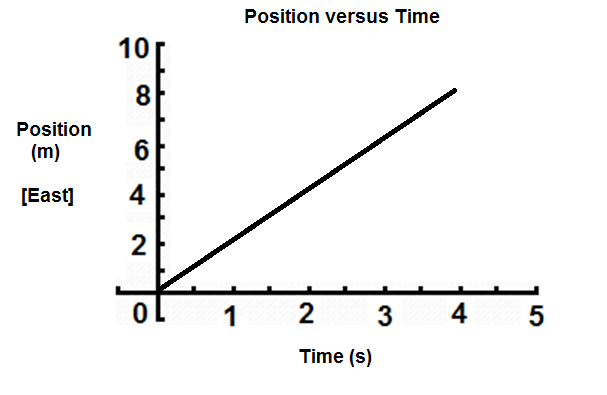 Position versus Time
10
8
Position
(m)
6
[East]
4
2
0 1 2 3 4 5
Time (s)